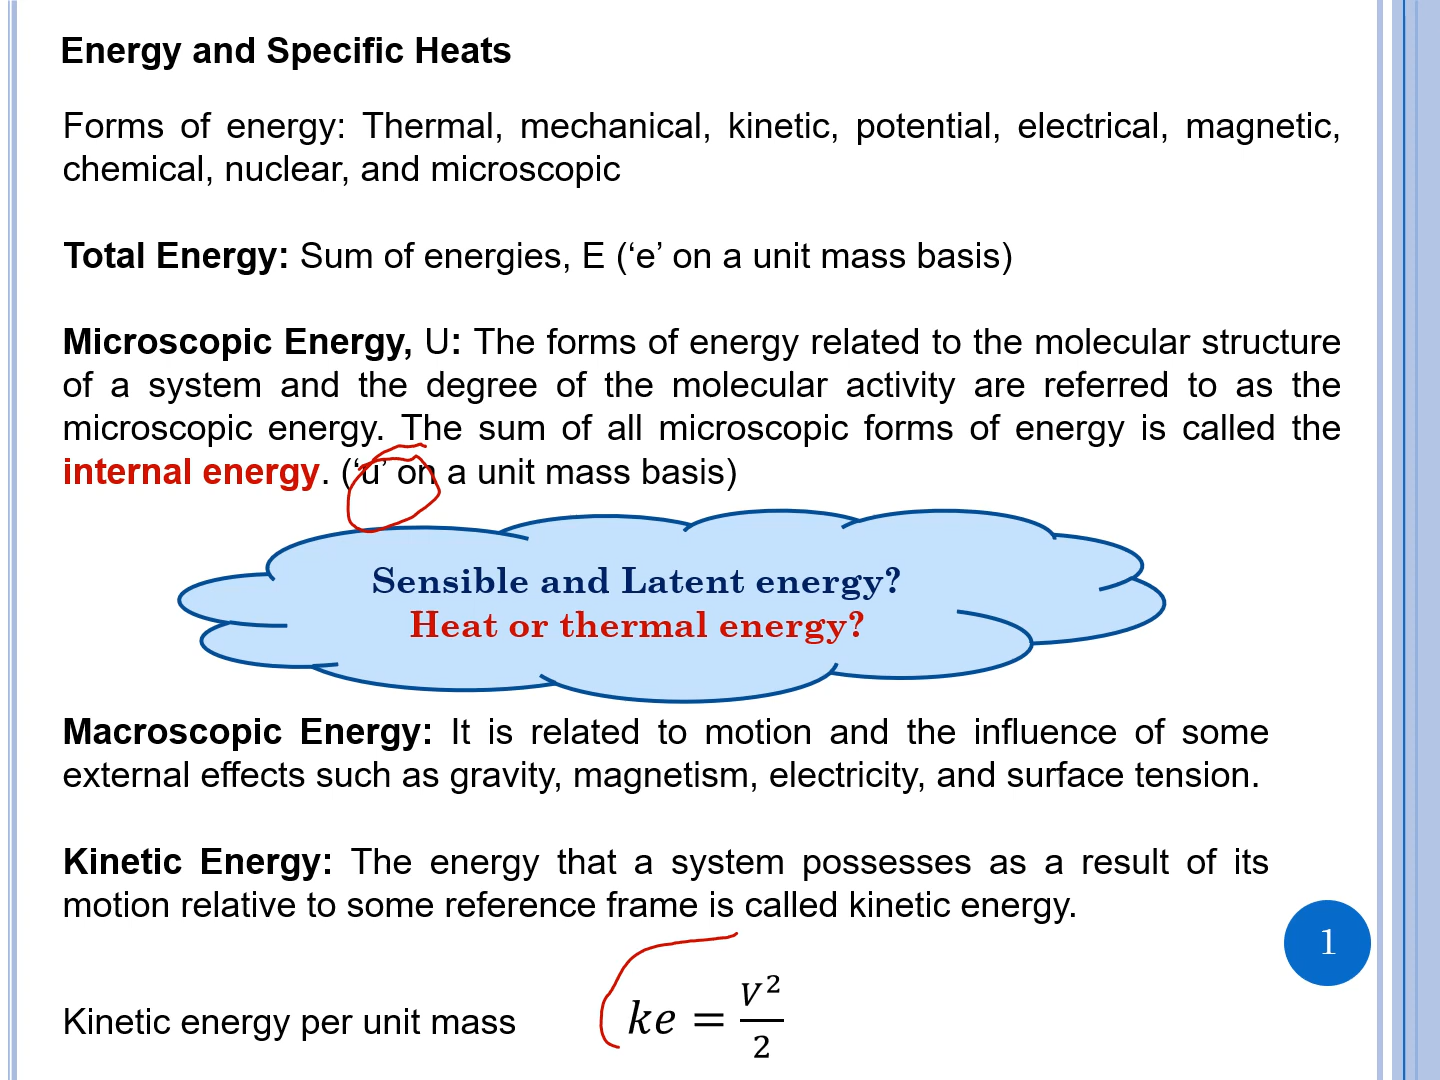 Energy and Specific Heats
Forms of energy: Thermal, mechanical, kinetic, potential, electrical, magnetic,
chemical, nuclear, and microscopic
Total Energy: Sum of energies, E (‘e’ on a unit mass basis)
Microscopic Energy, U: The forms of energy related to the molecular structure
of a system and the degree of the molecular activity are referred to as the
microscopic energy. The sum of all microscopic forms of energy is called the
internal energy. (‘u’ on a unit mass basis)
Sensible and Latent energy?
Heat or thermal energy?
Macroscopic Energy: It is related to motion and the influence of some
external effects such as gravity, magnetism, electricity, and surface tension.
Kinetic Energy: The energy that a system possesses as a result of its
motion relative to some reference frame is called kinetic energy.
1
Kinetic energy per unit mass ke = V²/2